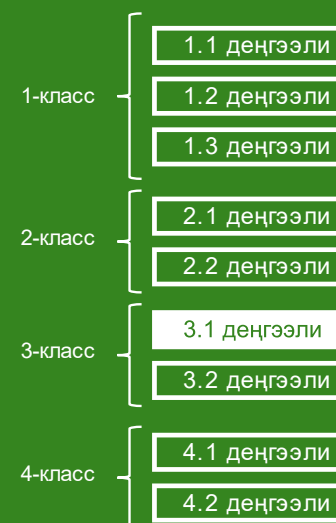 1-класс
1.1 деңгээли
1.2 деңгээли
1.3 деңгээли
2-класс
2.1 деңгээли
2.2 деңгээли
3-класс
3.1 деңгээли
3.2 деңгээли
4-класс
4.1 деңгээли
4.2 деңгээли